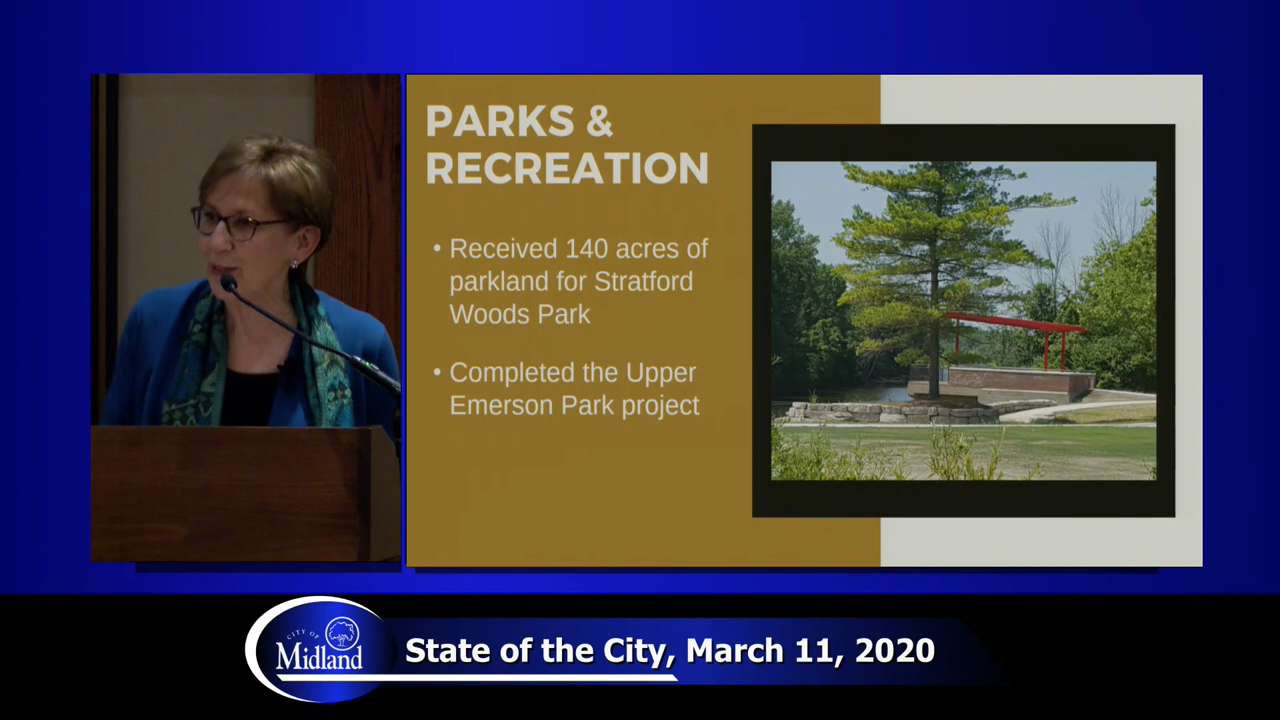 PARKS &
RECREATION
• Received 140 acres of
parkland for Stratford
Woods Park
• Completed the Upper
Emerson Park project
CITY OF
Midland
State of the City, March 11, 2020